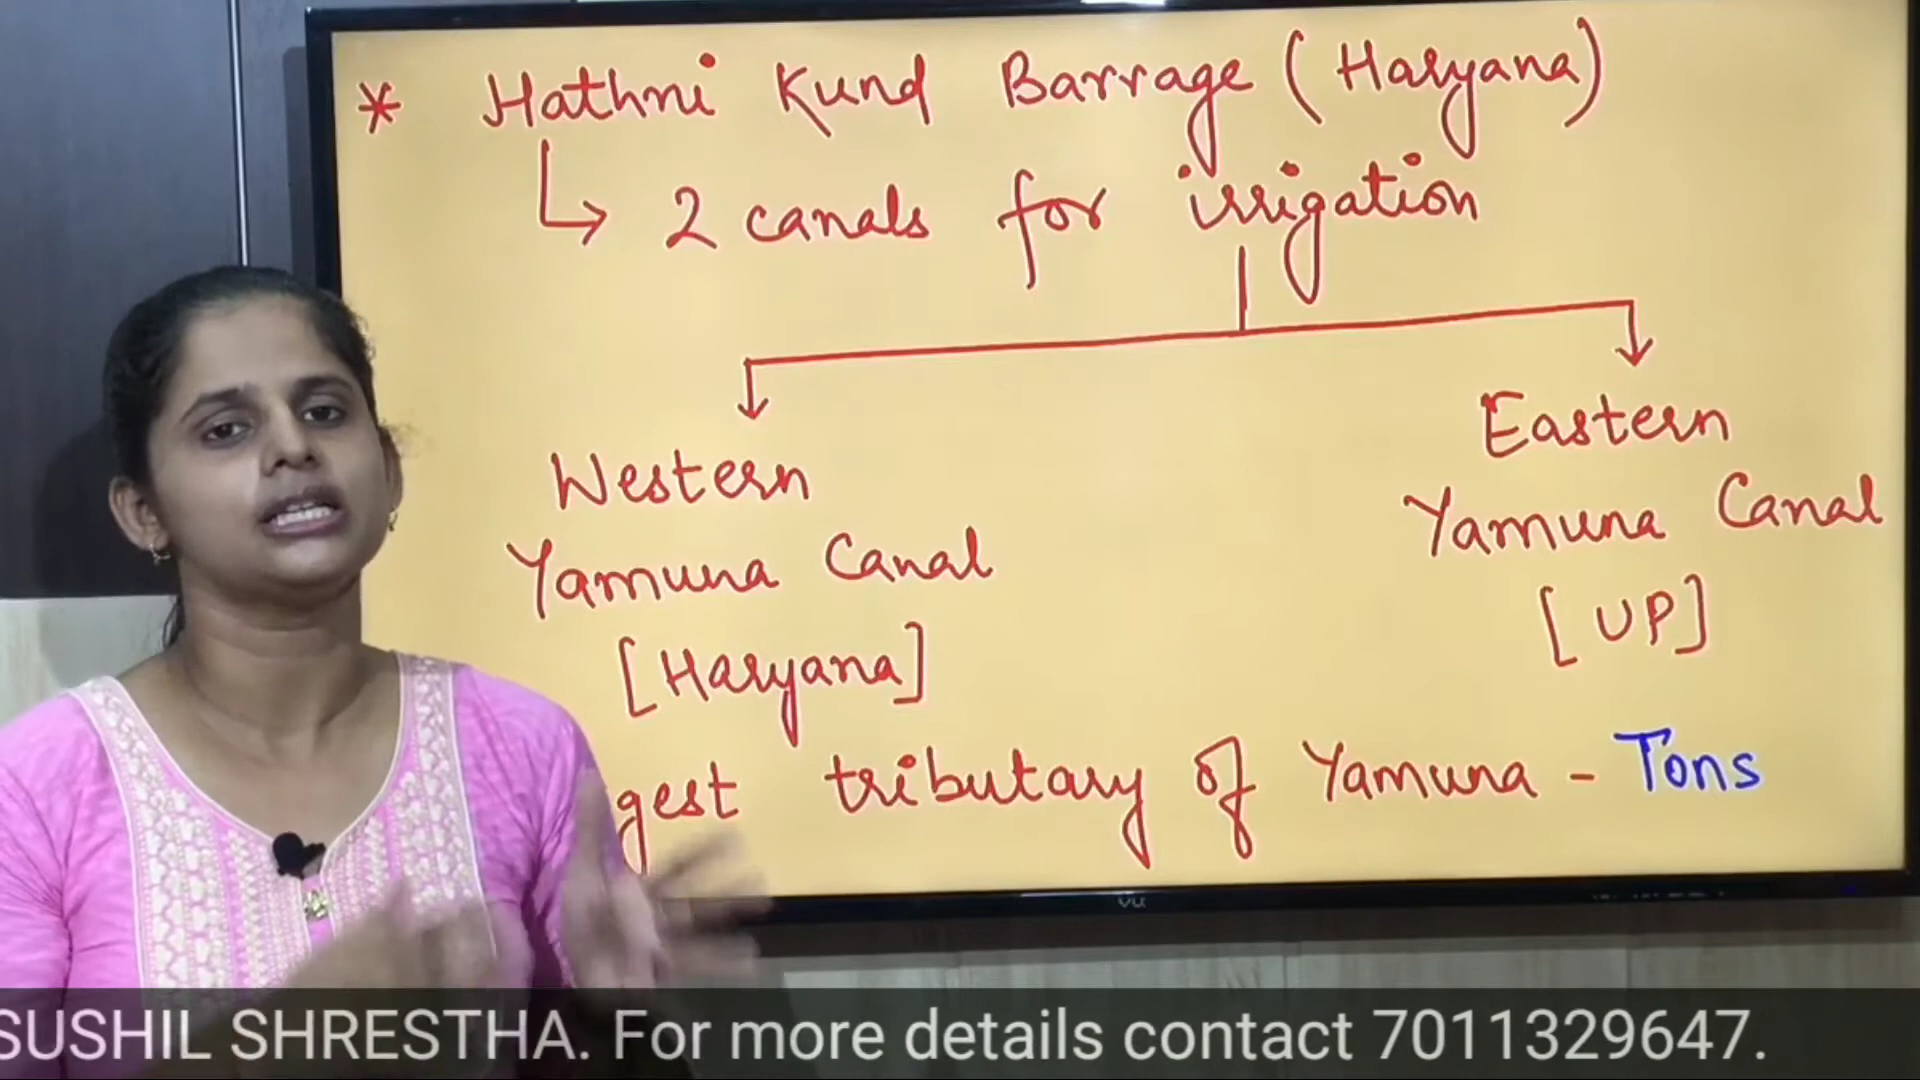 * Hathni Kund Barrage (Haryana)
↳ 2 canals for irrigation
Western
Yamuna Canal
[Haryana]
Eastern
Yamuna Canal
[UP]
gest tributary of Yamuna - Tons
VU
SUSHIL SHRESTHA. For more details contact 7011329647.